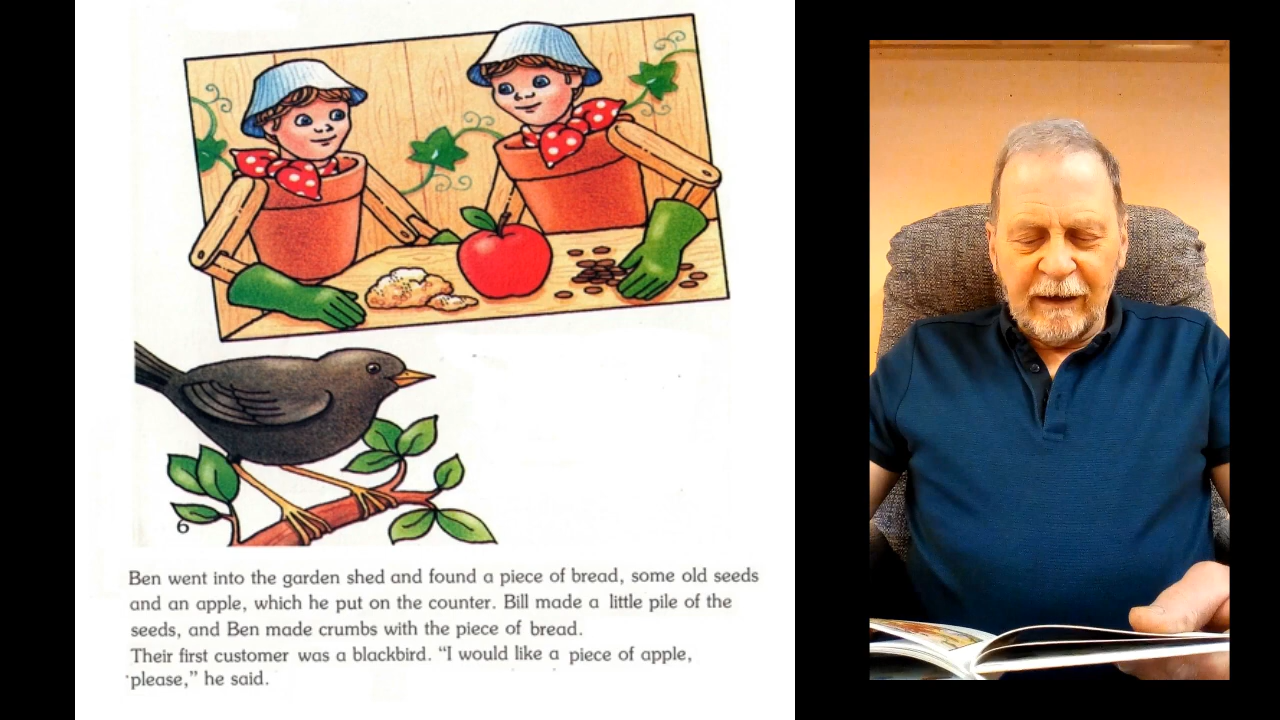 6
Ben went into the garden shed and found a piece of bread, some old seeds
and an apple, which he put on the counter. Bill made a little pile of the
seeds, and Ben made crumbs with the piece of bread.
Their first customer was a blackbird. “I would like a piece of apple,
please,” he said.